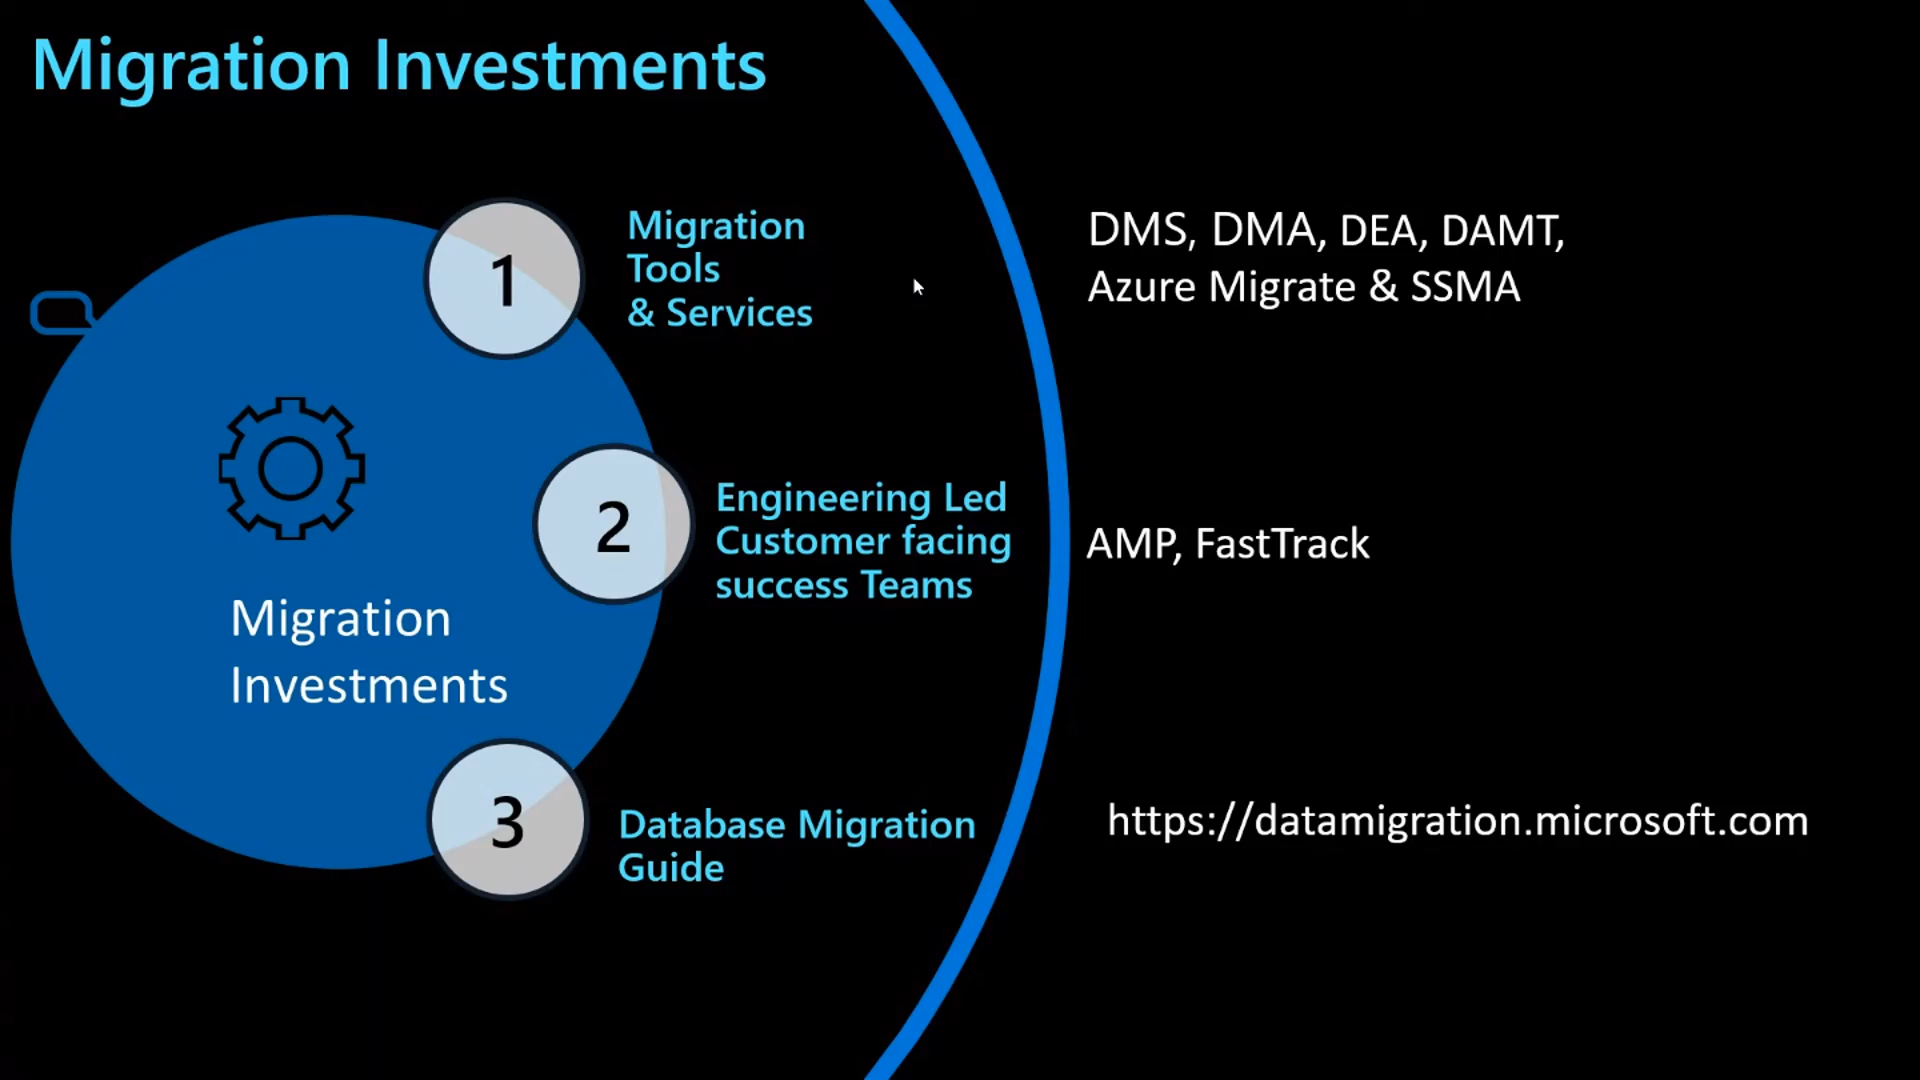 Migration Investments
1
Migration
Tools
& Services
DMS, DMA, DEA, DAMT,
Azure Migrate & SSMA
2
Engineering Led
Customer facing
success Teams
AMP, FastTrack
Migration
Investments
3
Database Migration
Guide
https://datamigration.microsoft.com